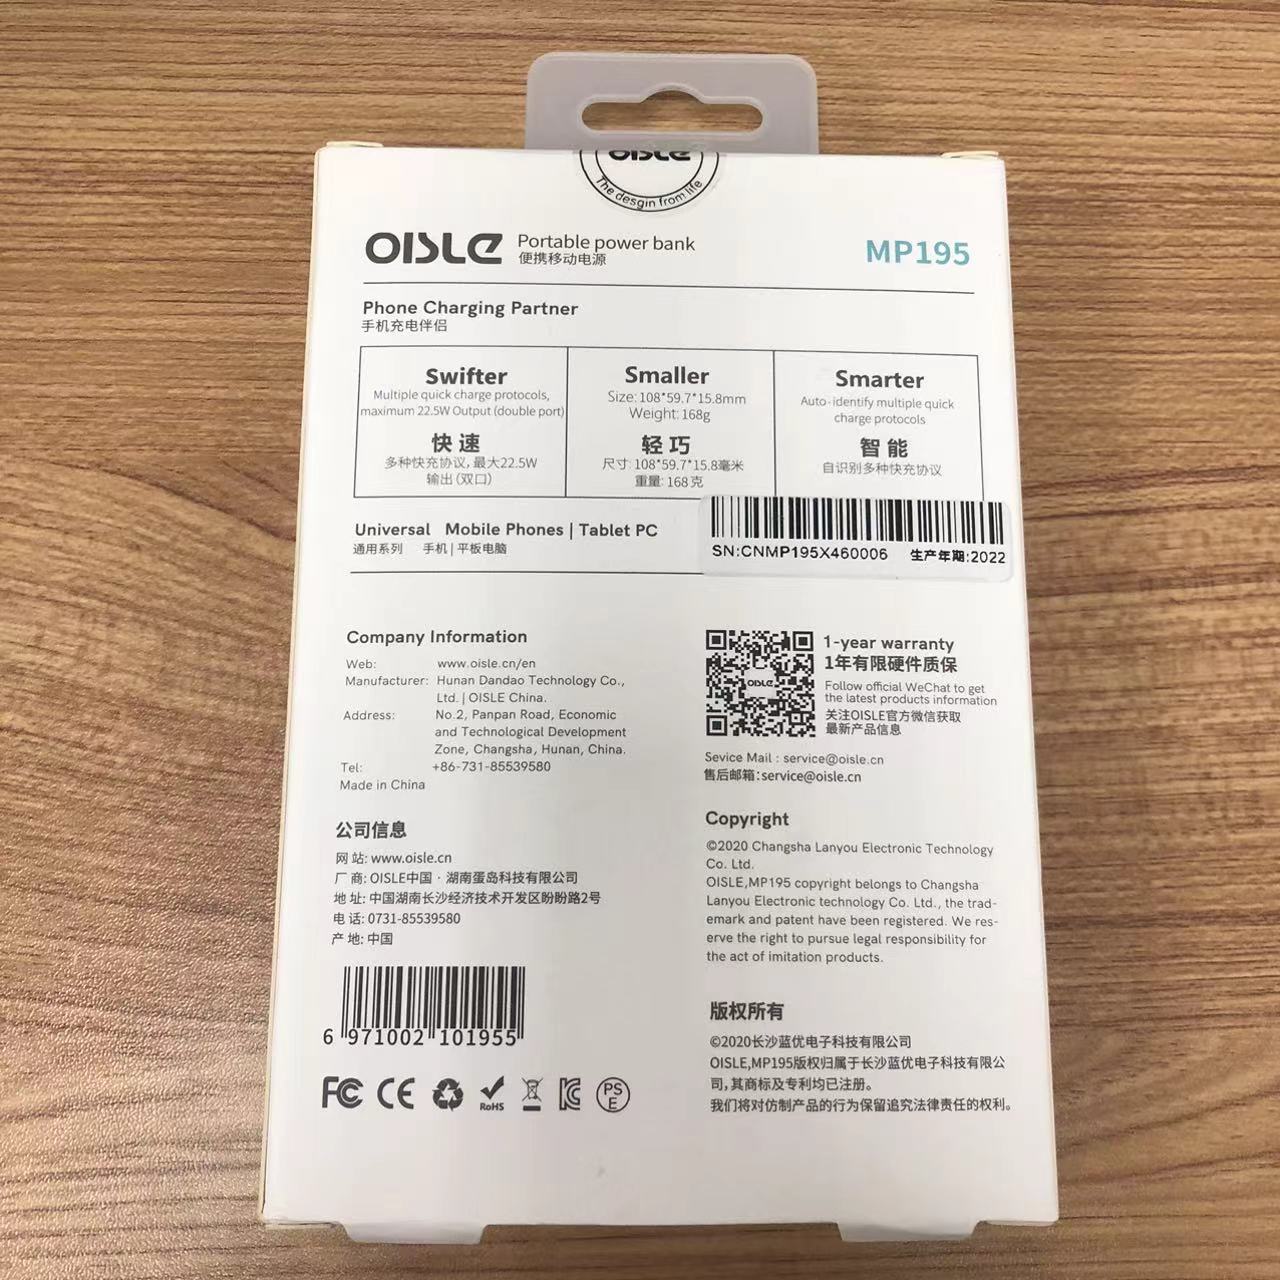 OISLE
The desgin from life
OISLE
Portable power bank
便携移动电源
MP195
Phone Charging Partner
手机充电伴侣
Swifter
Multiple quick charge protocols,
maximum 22.5W Output (double port)
快速
多种快充协议,最大22.5W
输出(双口)
Smaller
Size: 108*59.7*15.8mm
Weight: 168g
轻巧
尺寸: 108*59.7*15.8毫米
重量: 168克
Smarter
Auto-identify multiple quick
charge protocols
智能
自识别多种快充协议
Universal Mobile Phones | Tablet PC
通用系列 手机 | 平板电脑
SN:CNMP195X460006 生产年期:2022
Company Information
Web: www.oisle.cn/en
Manufacturer: Hunan Dandao Technology Co.,
Ltd. | OISLE China.
Address: No.2, Panpan Road, Economic
and Technological Development
Zone, Changsha, Hunan, China.
Tel: +86-731-85539580
Made in China
公司信息
网 站: www.oisle.cn
厂 商: OISLE中国 · 湖南蛋岛科技有限公司
地 址: 中国湖南长沙经济技术开发区盼盼路2号
电 话: 0731-85539580
产 地: 中国
6 971002 101955
FC CE RoHS PS E
OISLE
1-year warranty
1年有限硬件质保
Follow official WeChat to get
the latest products information
关注OISLE官方微信获取
最新产品信息
Sevice Mail : service@oisle.cn
售后邮箱: service@oisle.cn
Copyright
©2020 Changsha Lanyou Electronic Technology
Co. Ltd.
OISLE,MP195 copyright belongs to Changsha
Lanyou Electronic technology Co. Ltd., the trad-
emark and patent have been registered. We res-
erve the right to pursue legal responsibility for
the act of imitation products.
版权所有
©2020长沙蓝优电子科技有限公司
OISLE,MP195版权归属于长沙蓝优电子科技有限公
司,其商标及专利均已注册。
我们将对仿制产品的行为保留追究法律责任的权利。